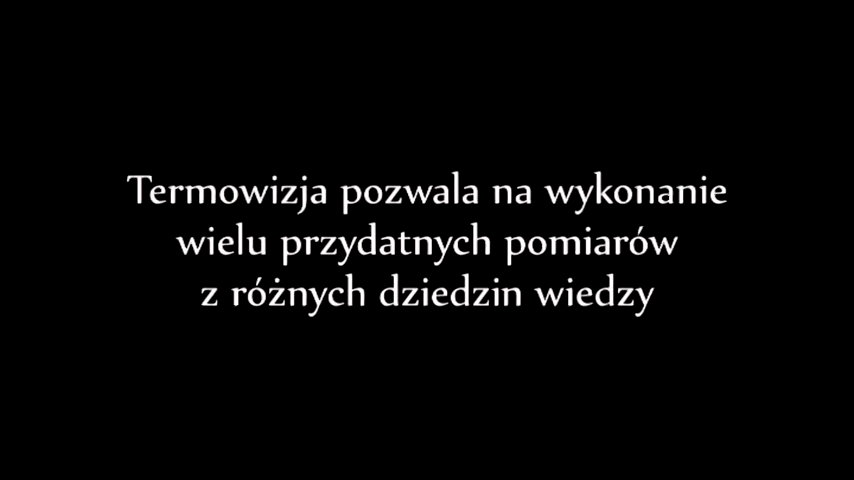 Termowizja pozwala na wykonanie
wielu przydatnych pomiarów
z różnych dziedzin wiedzy